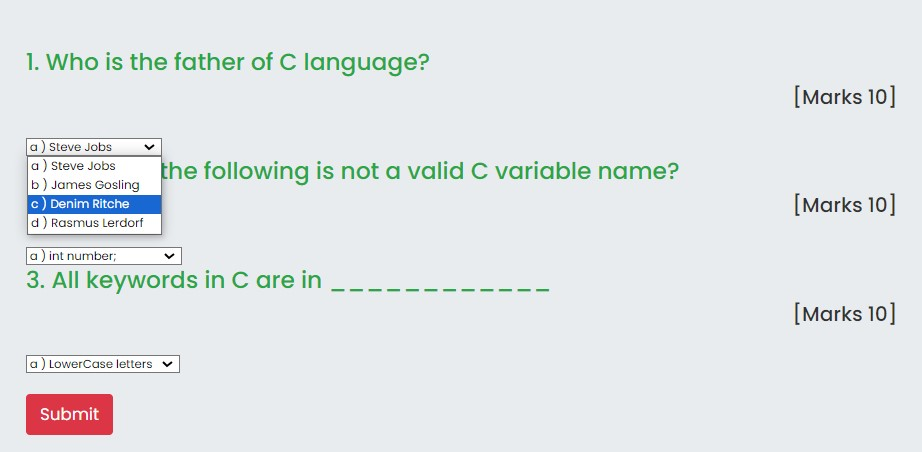 1. Who is the father of C language?
[Marks 10]
a ) Steve Jobs
a ) Steve Jobs
b ) James Gosling
c ) Denim Ritche
d ) Rasmus Lerdorf
the following is not a valid C variable name?
[Marks 10]
a ) int number;
3. All keywords in C are in ____________
[Marks 10]
a ) LowerCase letters
Submit